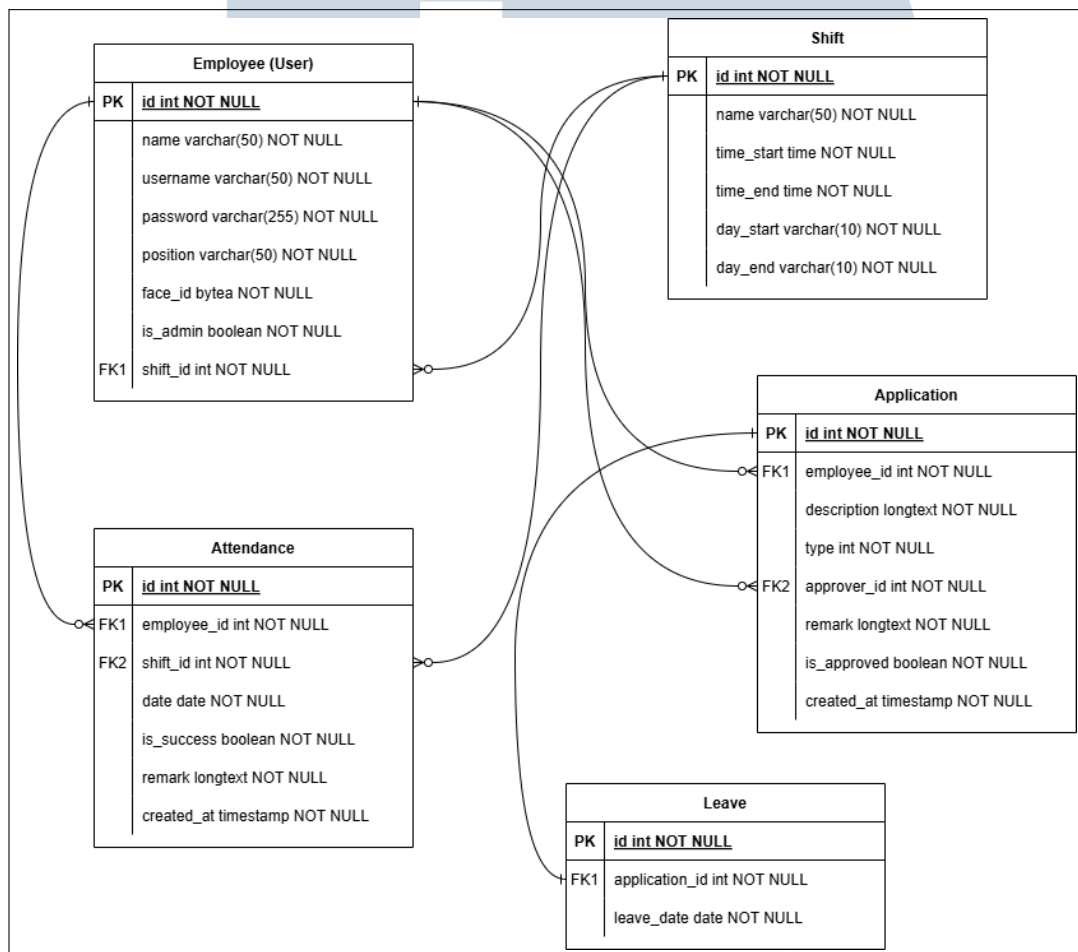 Employee (User)
PK id int NOT NULL
name varchar(50) NOT NULL
username varchar(50) NOT NULL
password varchar(255) NOT NULL
position varchar(50) NOT NULL
face_id bytea NOT NULL
is_admin boolean NOT NULL
FK1 shift_id int NOT NULL
Shift
PK id int NOT NULL
name varchar(50) NOT NULL
time_start time NOT NULL
time_end time NOT NULL
day_start varchar(10) NOT NULL
day_end varchar(10) NOT NULL
Application
PK id int NOT NULL
FK1 employee_id int NOT NULL
description longtext NOT NULL
type int NOT NULL
FK2 approver_id int NOT NULL
remark longtext NOT NULL
is_approved boolean NOT NULL
created_at timestamp NOT NULL
Attendance
PK id int NOT NULL
FK1 employee_id int NOT NULL
FK2 shift_id int NOT NULL
date date NOT NULL
is_success boolean NOT NULL
remark longtext NOT NULL
created_at timestamp NOT NULL
Leave
PK id int NOT NULL
FK1 application_id int NOT NULL
leave_date date NOT NULL